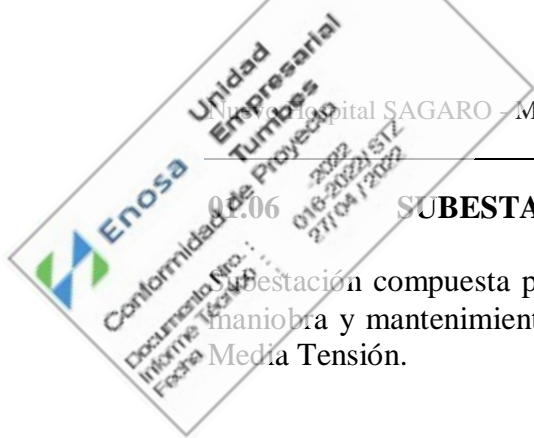 Nuevo Hospital SAGARO - M
01.06 SUBESTA
Subestación compuesta p
maniobra y mantenimient
Media Tensión.
Enosa
Unidad
Empresarial
Tumbes
Conformidad de Proyecto
Documento Nro. : -2022
Informe Técnico : 016-2022/ STZ
Fecha : 27/ 04 / 2022